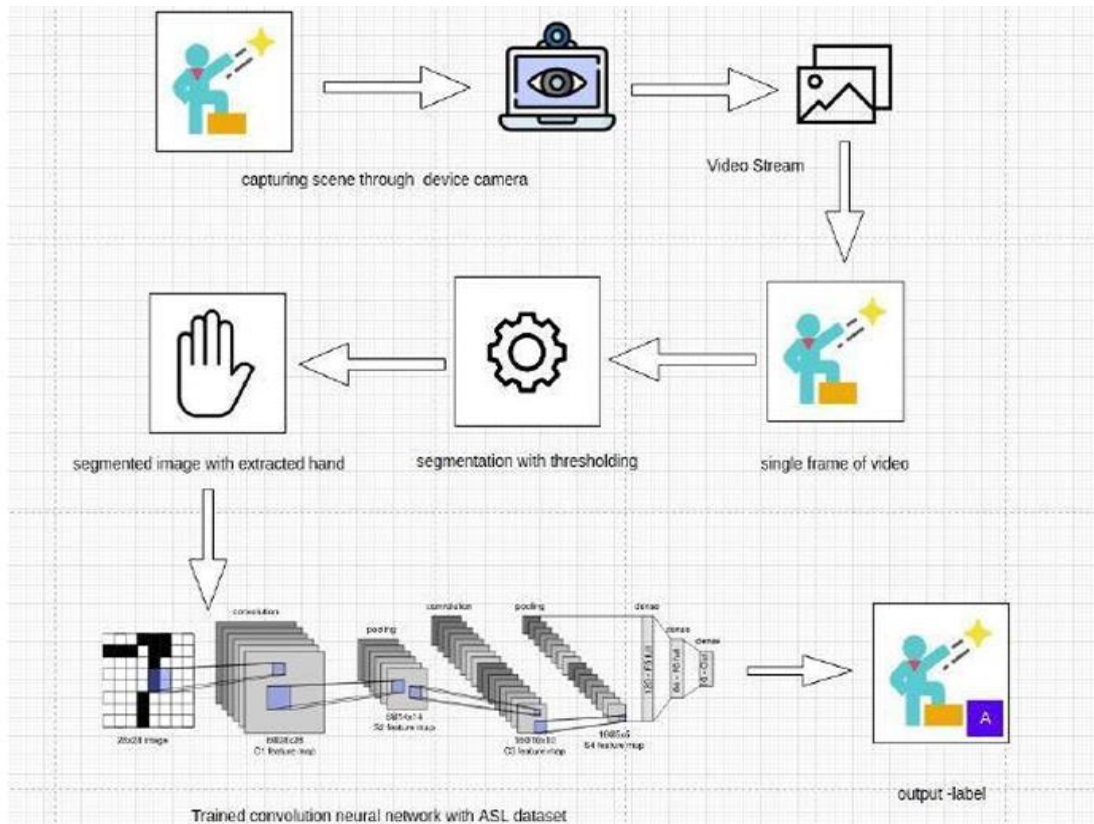 capturing scene through device camera
Video Stream
segmented image with extracted hand
segmentation with thresholding
single frame of video
convolution
pooling
convolution
pooling
dense
dense
dense
28x28 image
C1 feature map
S2 feature map
C3 feature map
S4 feature map
A
output -label
Trained convolution neural network with ASL dataset